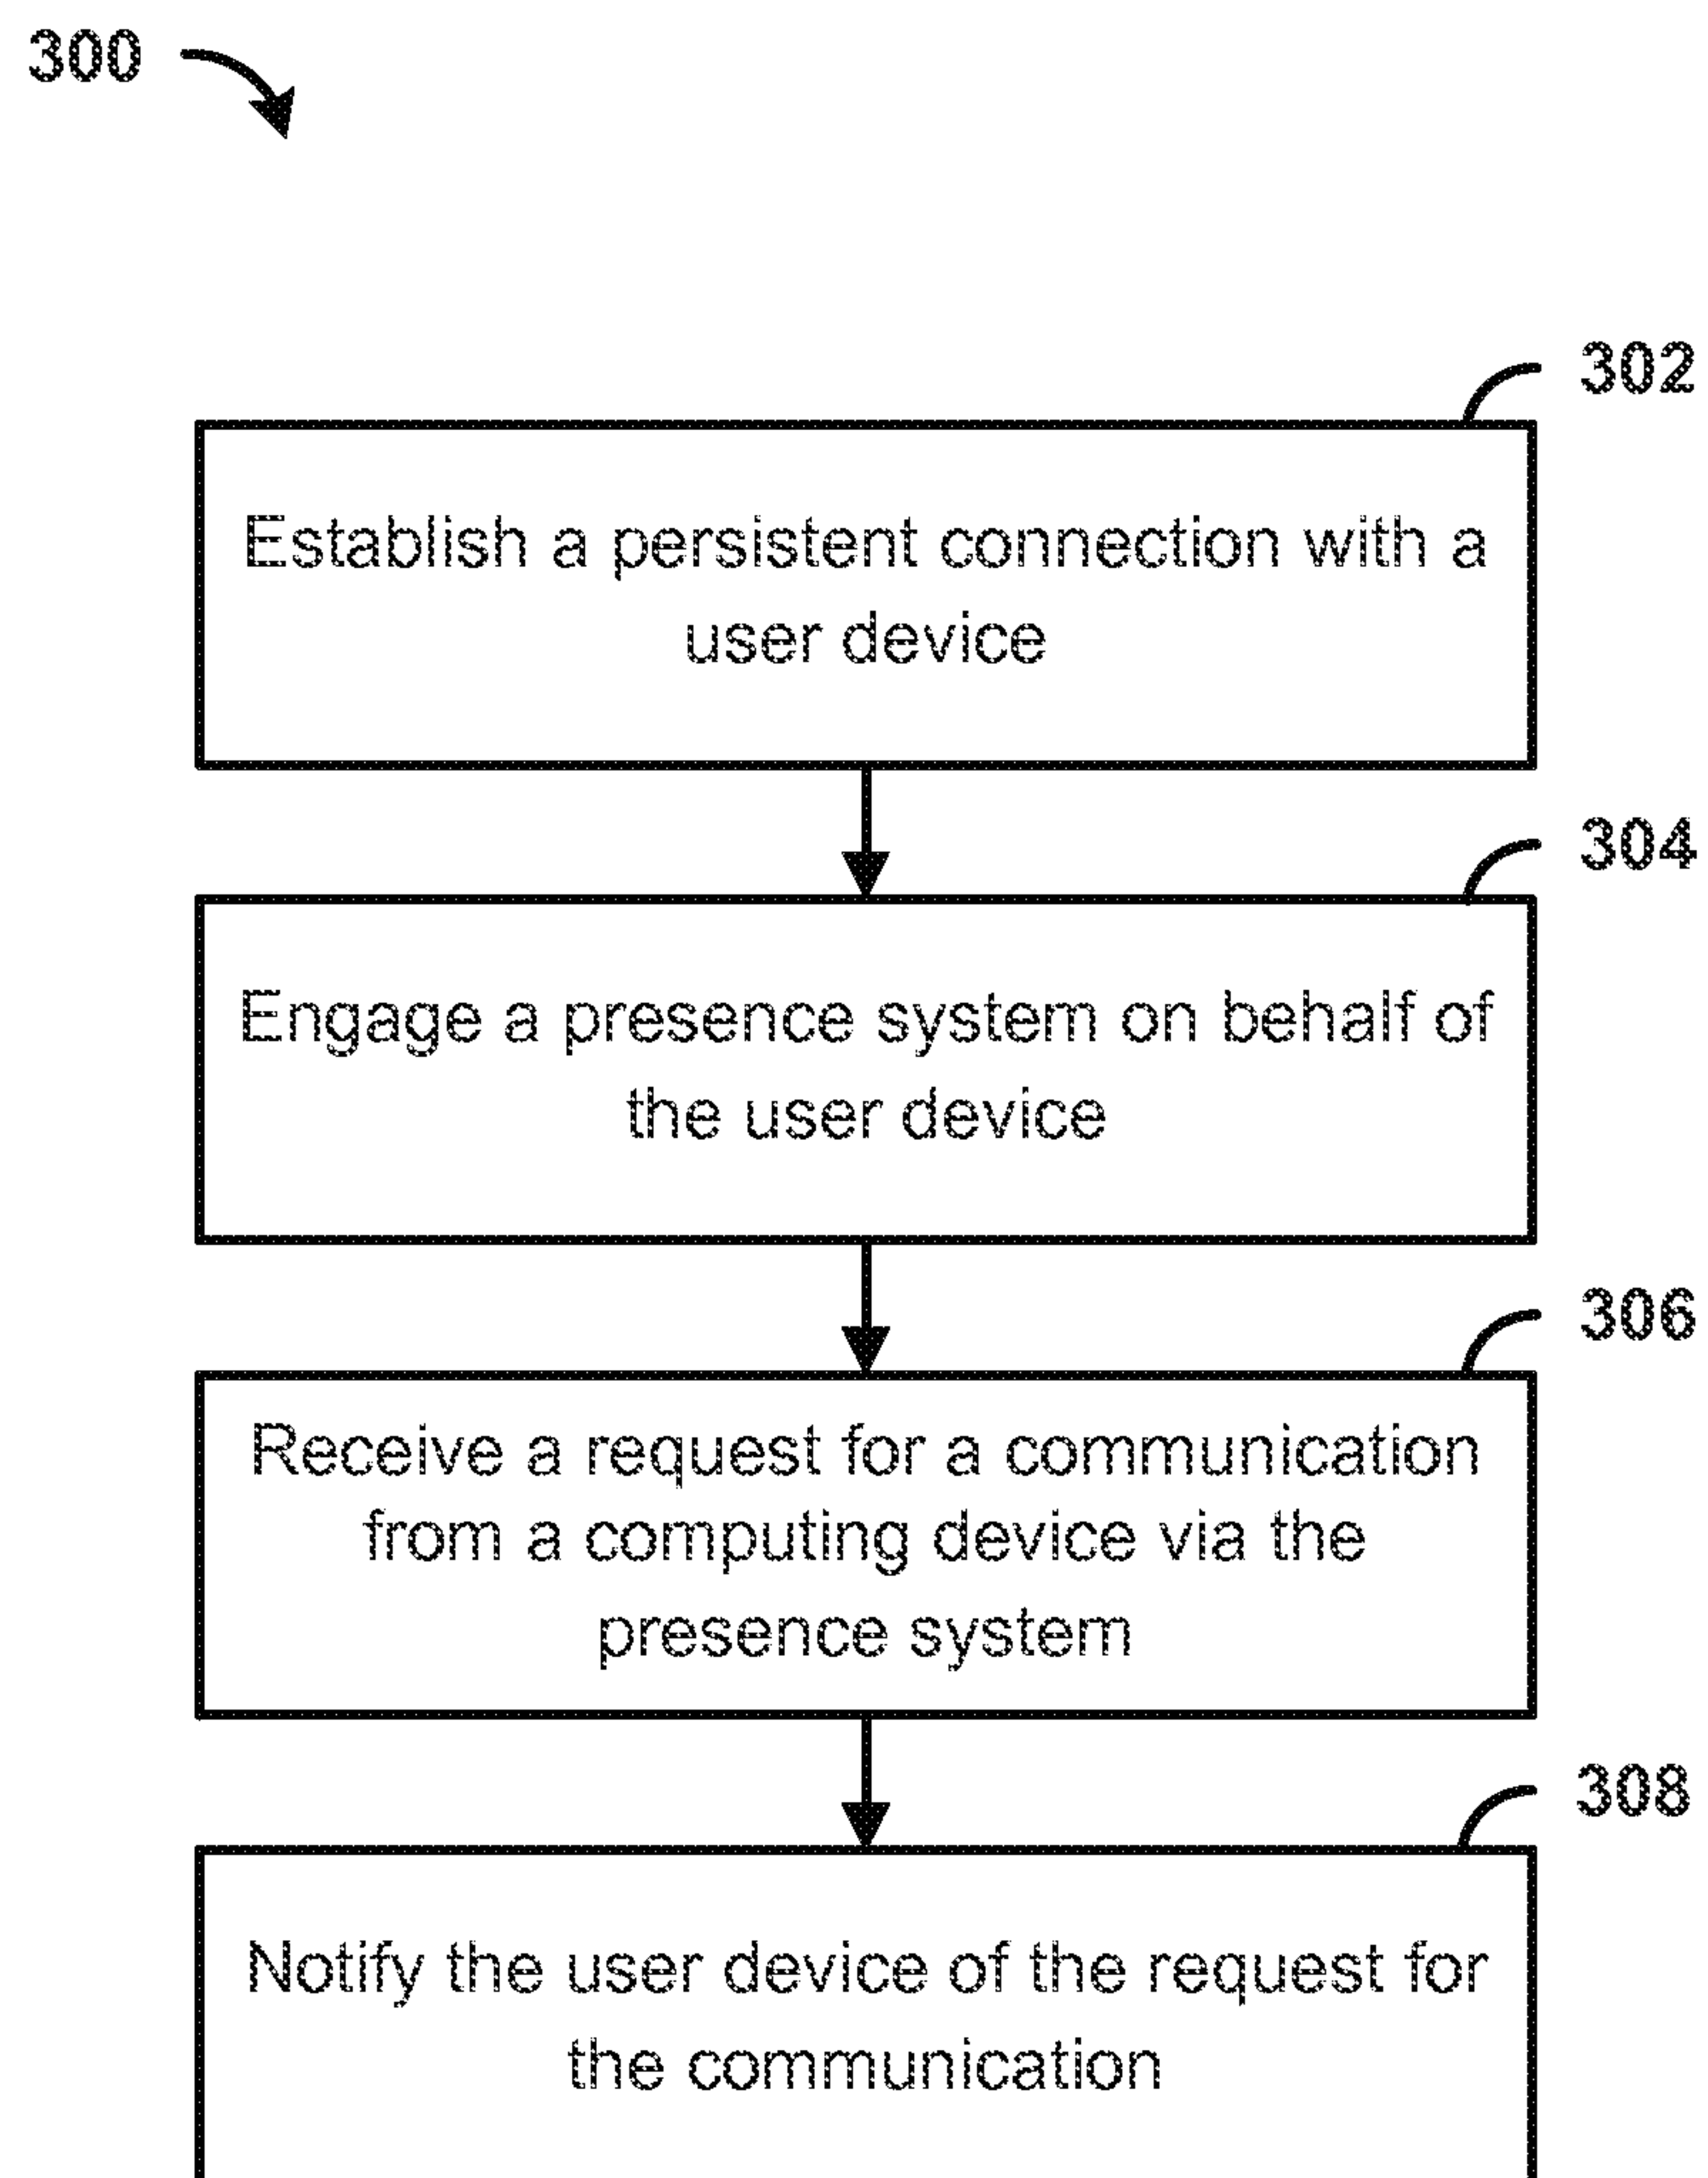 300
302
Establish a persistent connection with a
user device
304
Engage a presence system on behalf of
the user device
306
Receive a request for a communication
from a computing device via the
presence system
308
Notify the user device of the request for
the communication